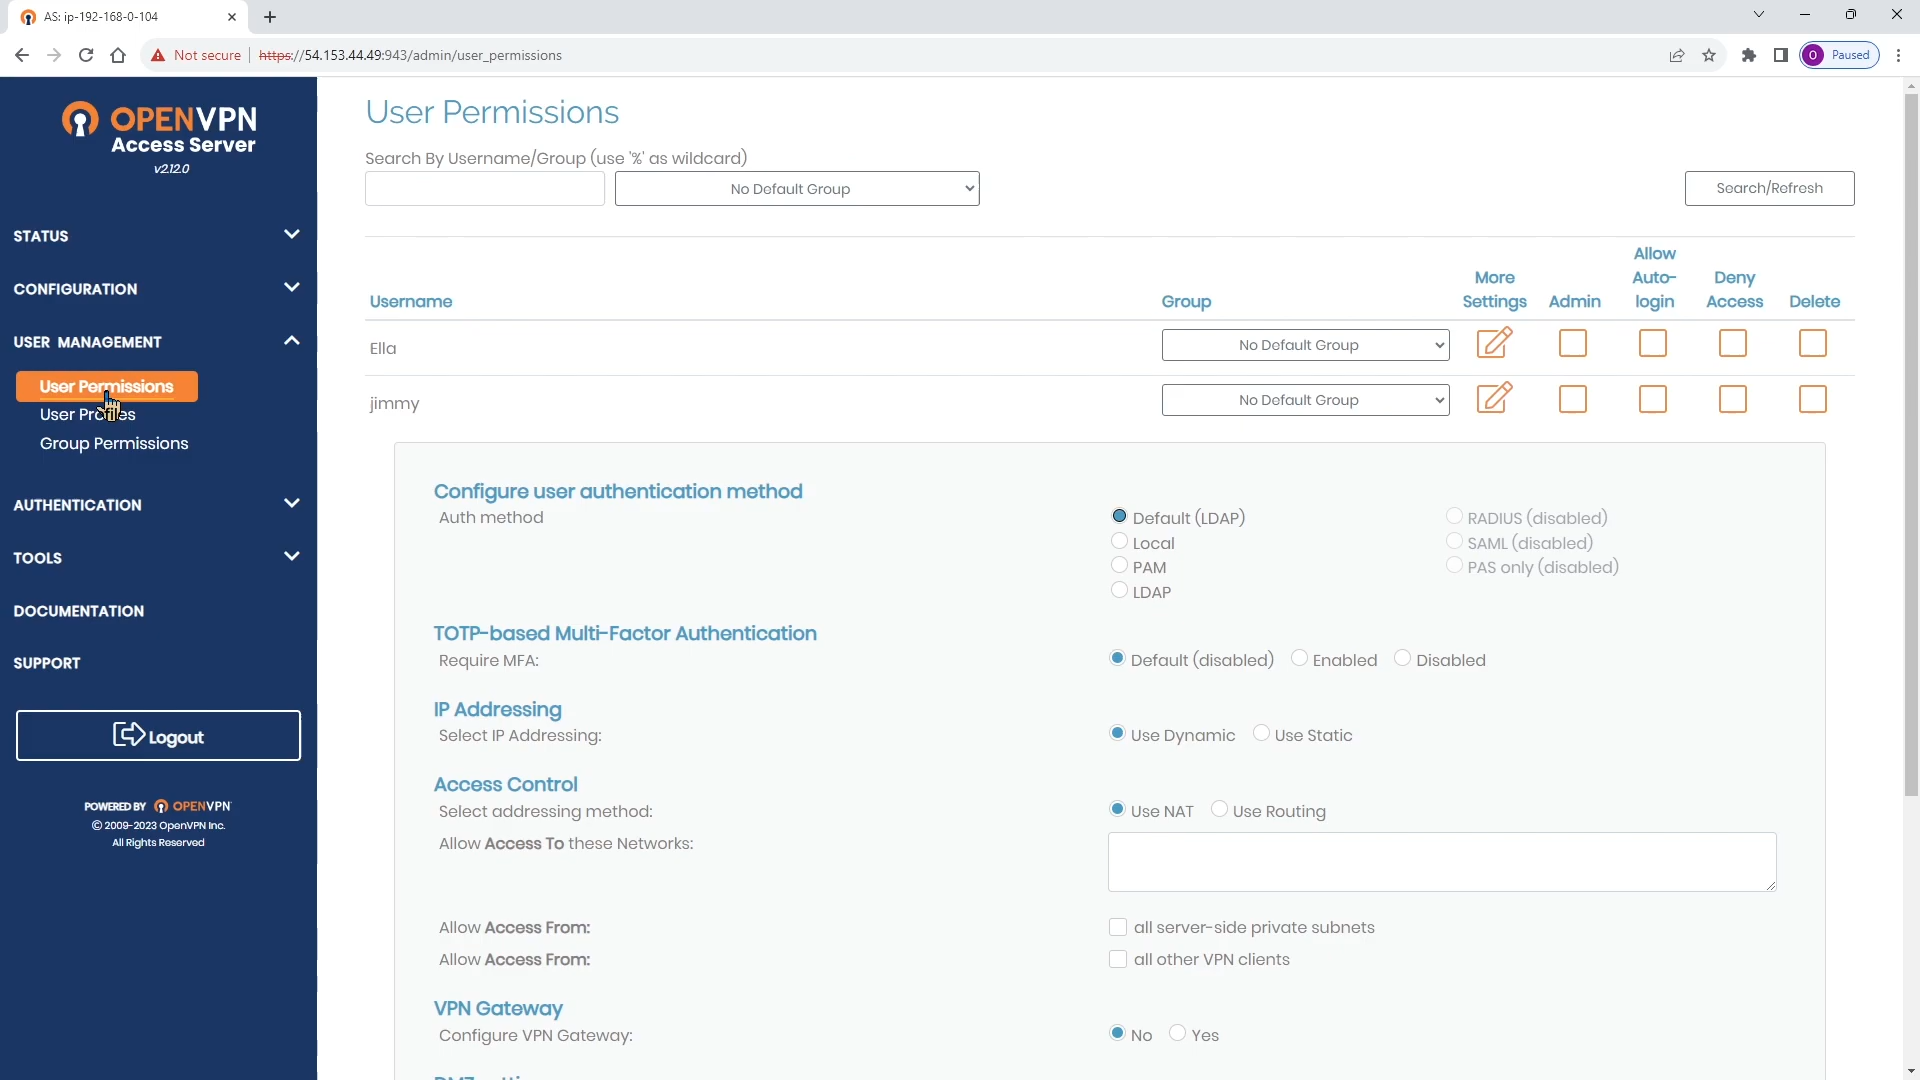 AS: ip-192-168-0-104
Not secure
https://54.153.44.49:943/admin/user_permissions
O Paused
OPENVPN
Access Server
v2.12.0
STATUS
CONFIGURATION
USER MANAGEMENT
User Permissions
User Profiles
Group Permissions
AUTHENTICATION
TOOLS
DOCUMENTATION
SUPPORT
Logout
POWERED BY OPENVPN
© 2009-2023 OpenVPN Inc.
All Rights Reserved
User Permissions
Search By Username/Group (use '%' as wildcard)
No Default Group
Search/Refresh
Username
Group
More Settings
Admin
Allow Auto-login
Deny Access
Delete
Ella
No Default Group
jimmy
No Default Group
Configure user authentication method
Auth method
Default (LDAP)
RADIUS (disabled)
Local
SAML (disabled)
PAM
PAS only (disabled)
LDAP
TOTP-based Multi-Factor Authentication
Require MFA:
Default (disabled) Enabled Disabled
IP Addressing
Select IP Addressing:
Use Dynamic Use Static
Access Control
Select addressing method:
Use NAT Use Routing
Allow Access To these Networks:
Allow Access From:
all server-side private subnets
Allow Access From:
all other VPN clients
VPN Gateway
Configure VPN Gateway:
No Yes